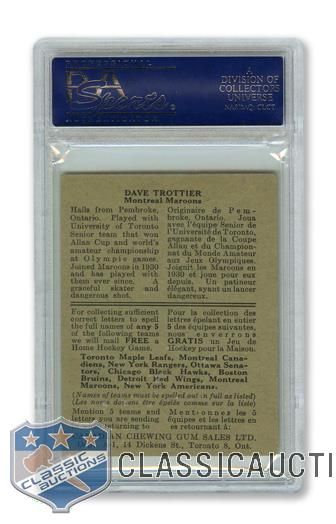 PROFESSIONAL
PSA
Sports
AUTHENTICATOR
A
DIVISION OF
COLLECTORS
UNIVERSE
NASDAQ: CLCT
DAVE TROTTIER
Montreal Maroons
Hails from Pembroke,
Ontario. Played with
University of Toronto
Senior team that won
Allan Cup and world's
amateur championship
at Olympic games.
Joined Maroons in 1930
and has played with
them ever since. A
graceful skater and
dangerous shot.
Originaire de Pem-
broke, Ontario. Joua
avec l'équipe Senior de
l'Université de Toronto,
gagnante de la Coupe
Allan et du Championnat
du Monde Amateur
aux Jeux Olympiques.
Joignit les Maroons en
1930 et joue pour eux
depuis. Un patineur
élégant, ayant un lancer
dangereux.
For collecting sufficient
correct letters to spell
the full names of any 5
of the following teams
we will mail FREE a
Home Hockey Game.
Pour la collection des
lettres épelant en entier
5 des équipes suivantes,
nous enverrons
GRATIS un Jeu de
Hockey pour la Maison.
Toronto Maple Leafs, Montreal Cana-
diens, New York Rangers, Ottawa Sena-
tors, Chicago Black Hawks, Boston
Bruins, Detroit Red Wings, Montreal
Maroons, New York Americans.
(Names of teams must be spelled out in full as listed)
(Les noms des équipes comme sur la liste)
Mention 5 teams and
letters you are sending
Mentionnez les 5
équipes et les lettres en
retournant à:
CHEWING GUM SALES LTD.
14 Dickens St., Toronto 8, Ont.
CLASSIC
AUCTIONS
CLASSICAUCTI